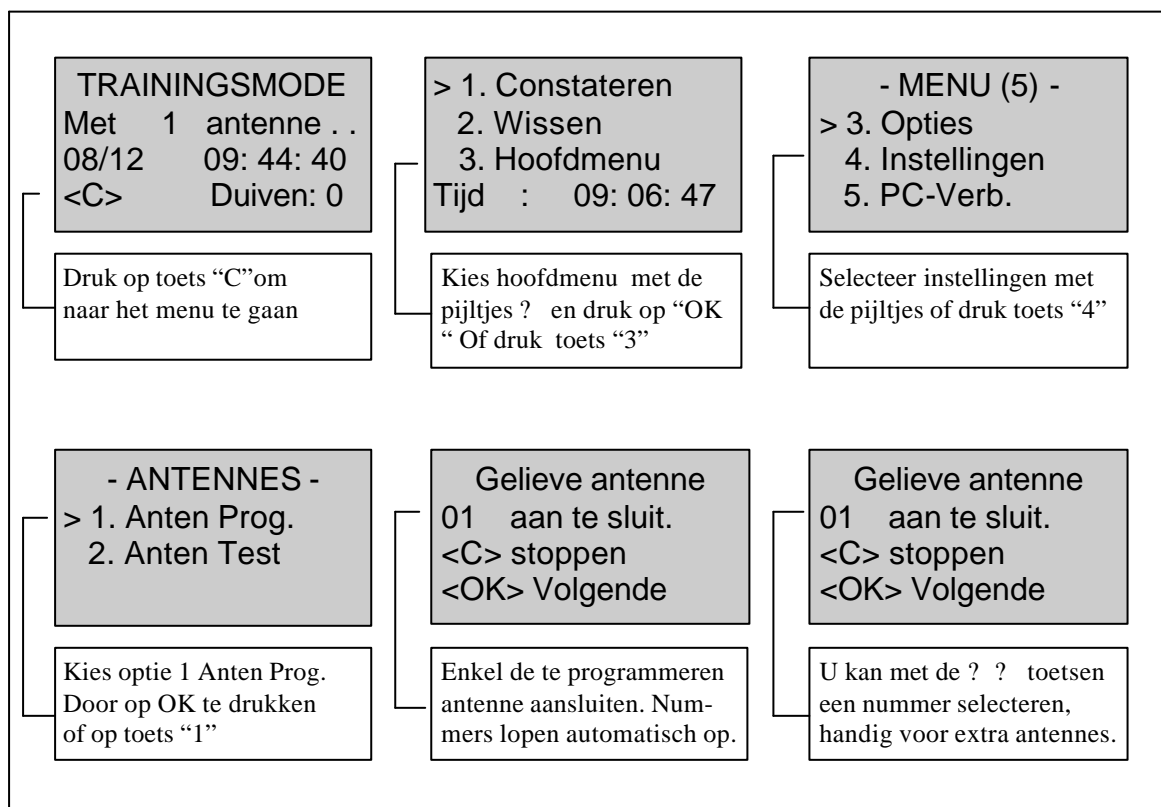 TRAININGSMODE
Met 1 antenne . .
08/12 09: 44: 40
<C> Duiven: 0
Druk op toets “C”om
naar het menu te gaan
> 1. Constateren
2. Wissen
3. Hoofdmenu
Tijd : 09: 06: 47
Kies hoofdmenu met de
pijltjes ? en druk op “OK
“ Of druk toets “3”
- MENU (5) -
> 3. Opties
4. Instellingen
5. PC-Verb.
Selecteer instellingen met
de pijltjes of druk toets “4”
- ANTENNES -
> 1. Anten Prog.
2. Anten Test
Kies optie 1 Anten Prog.
Door op OK te drukken
of op toets “1”
Gelieve antenne
01 aan te sluit.
<C> stoppen
<OK> Volgende
Enkel de te programmeren
antenne aansluiten. Num-
mers lopen automatisch op.
Gelieve antenne
01 aan te sluit.
<C> stoppen
<OK> Volgende
U kan met de ? ? toetsen
een nummer selecteren,
handig voor extra antennes.